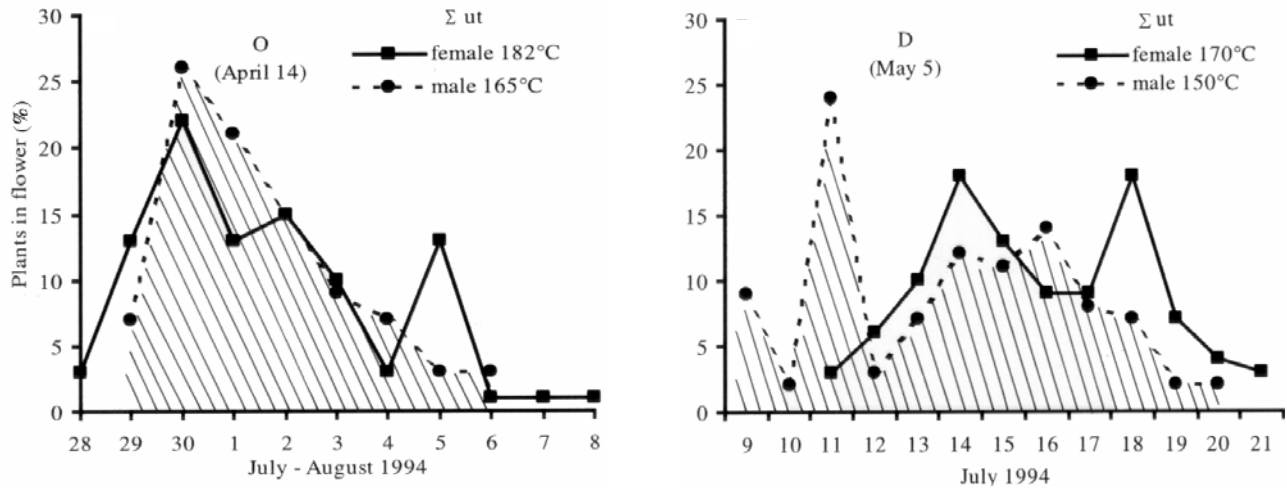 Plants in flower (%)
30
25
20
15
10
5
0
O
(April 14)
Σ ut
female 182°C
male 165°C
28 29 30 1 2 3 4 5 6 7 8
July - August 1994
30
25
20
15
10
5
0
D
(May 5)
Σ ut
female 170°C
male 150°C
9 10 11 12 13 14 15 16 17 18 19 20 21
July 1994